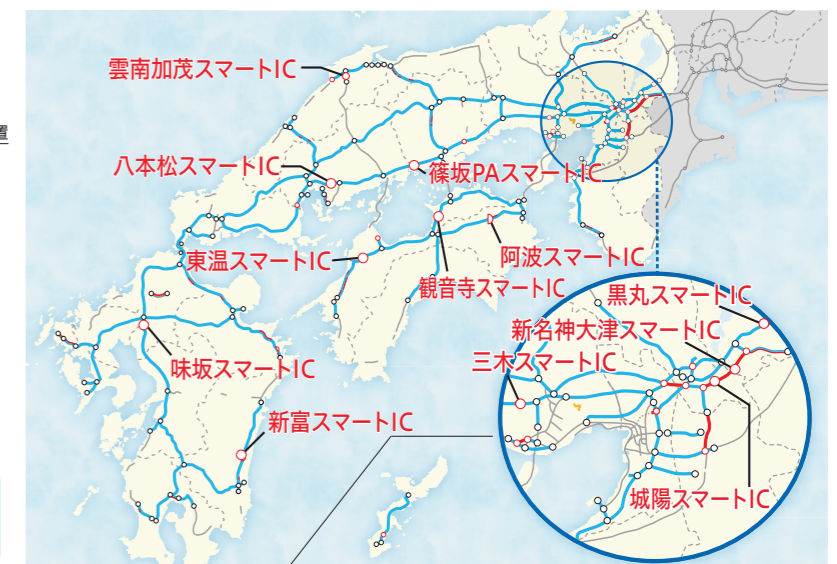 雲南加茂スマートIC
置
八本松スマートIC
篠坂PAスマートIC
東温スマートIC
阿波スマートIC
観音寺スマートIC
黒丸スマートIC
新名神大津スマートIC
三木スマートIC
味坂スマートIC
新富スマートIC
城陽スマートIC